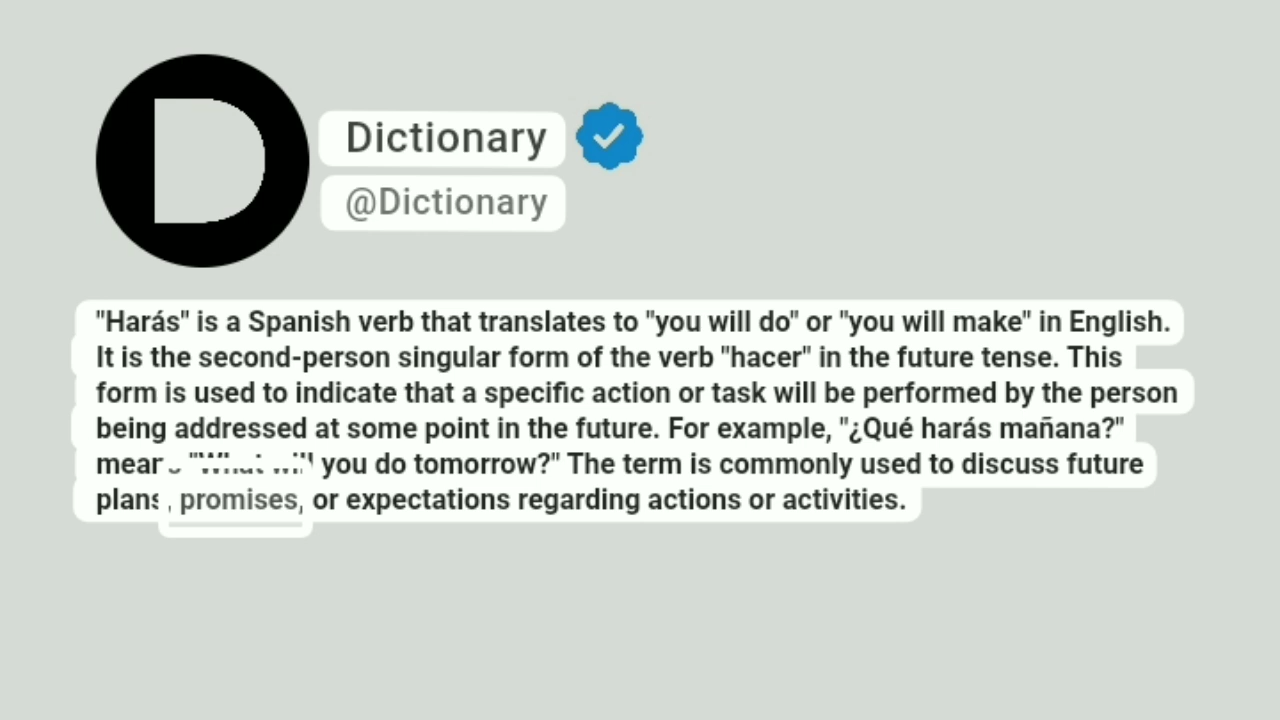 Dictionary
@Dictionary
"Harás" is a Spanish verb that translates to "you will do" or "you will make" in English.
It is the second-person singular form of the verb "hacer" in the future tense. This
form is used to indicate that a specific action or task will be performed by the person
being addressed at some point in the future. For example, "¿Qué harás mañana?"
means "What will you do tomorrow?" The term is commonly used to discuss future
plans, promises, or expectations regarding actions or activities.